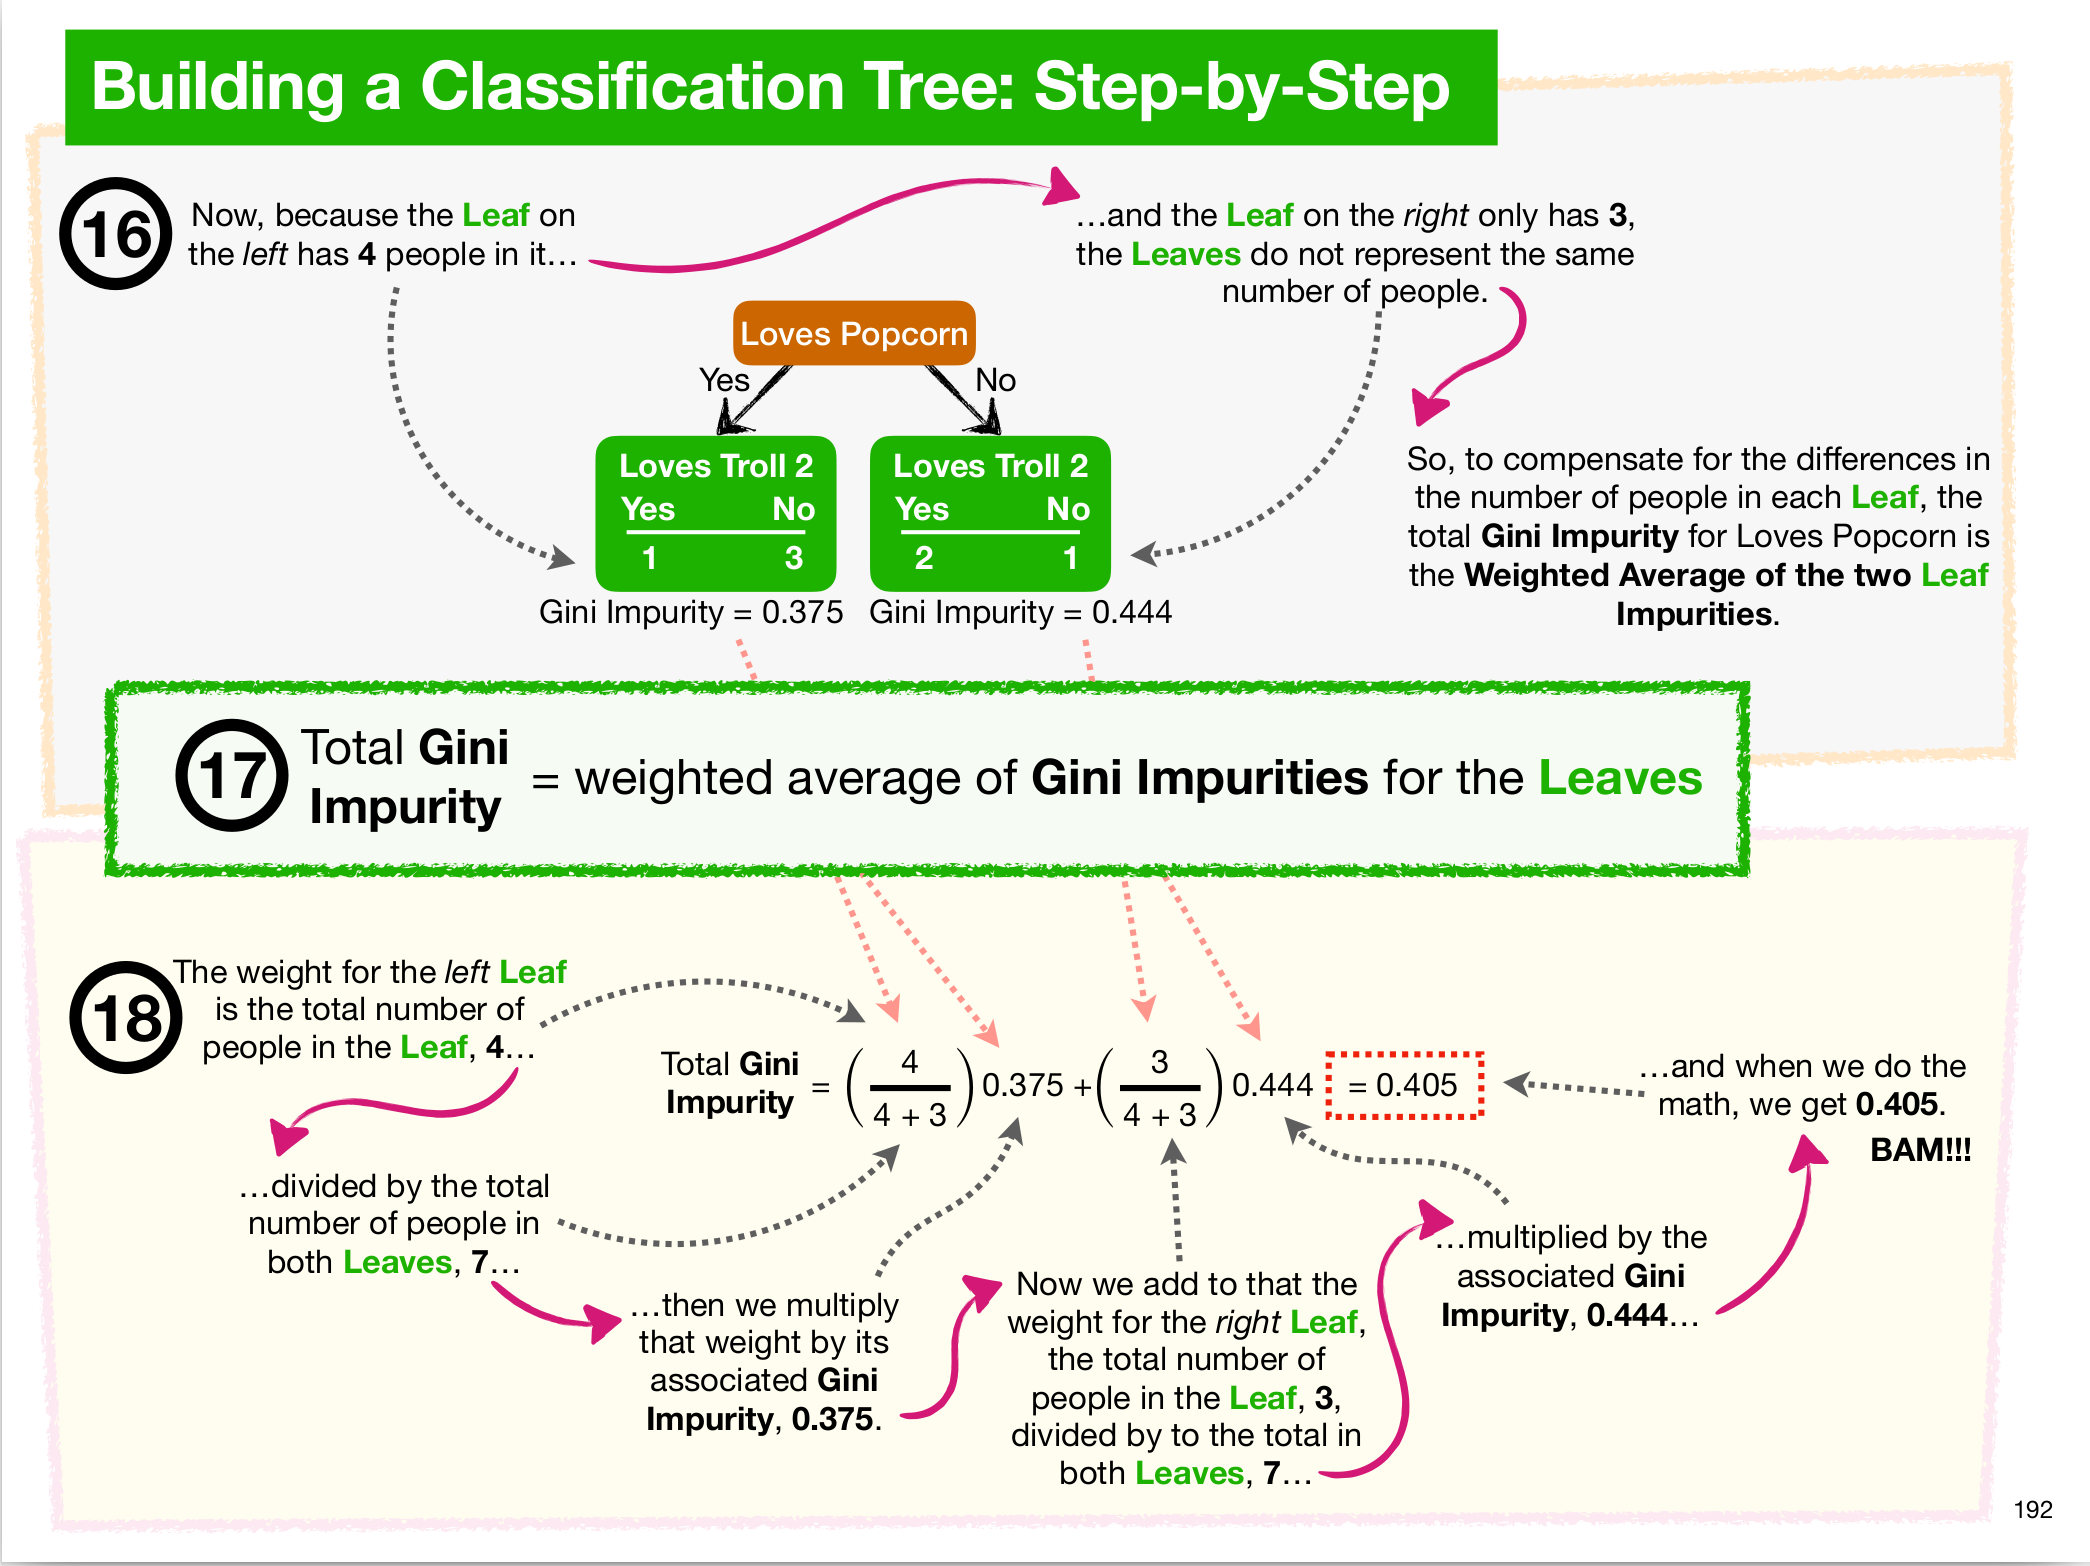 Building a Classification Tree: Step-by-Step
16
Now, because the Leaf on
the left has 4 people in it…
…and the Leaf on the right only has 3,
the Leaves do not represent the same
number of people.
Loves Popcorn
Yes
No
Loves Troll 2
Yes No
1 3
Loves Troll 2
Yes No
2 1
Gini Impurity = 0.375
Gini Impurity = 0.444
So, to compensate for the differences in
the number of people in each Leaf, the
total Gini Impurity for Loves Popcorn is
the Weighted Average of the two Leaf
Impurities.
17
Total Gini
Impurity
= weighted average of Gini Impurities for the Leaves
18
The weight for the left Leaf
is the total number of
people in the Leaf, 4…
…divided by the total
number of people in
both Leaves, 7…
Total Gini
Impurity
= (4 / 4 + 3) 0.375 + (3 / 4 + 3) 0.444 = 0.405
…then we multiply
that weight by its
associated Gini
Impurity, 0.375.
Now we add to that the
weight for the right Leaf,
the total number of
people in the Leaf, 3,
divided by to the total in
both Leaves, 7…
…multiplied by the
associated Gini
Impurity, 0.444…
…and when we do the
math, we get 0.405.
BAM!!!
192